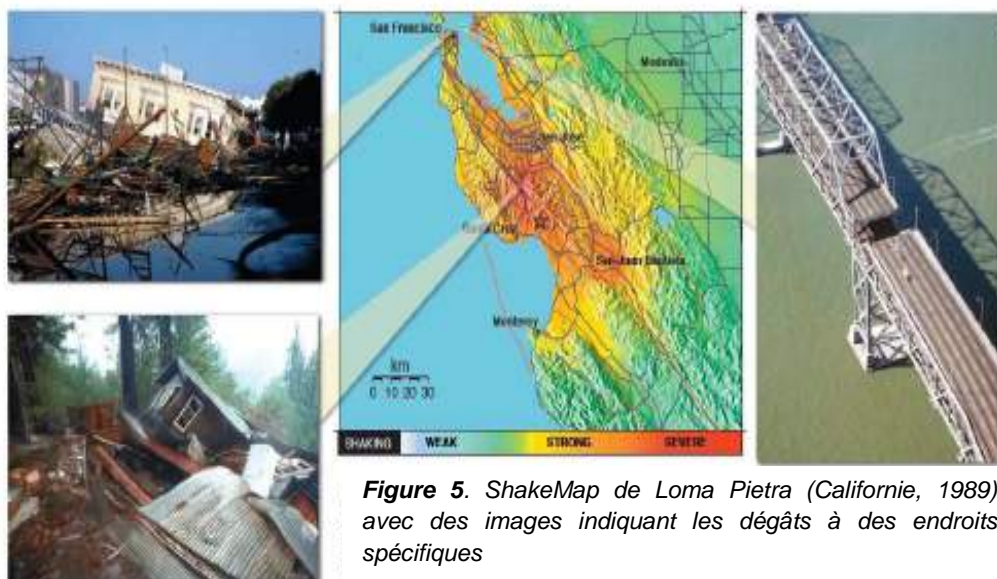 San Francisco
Modesto
San Jose
Santa Cruz
San Juan Bautista
Monterey
km
0 10 20 30
SHAKING WEAK STRONG SEVERE
Figure 5. ShakeMap de Loma Pietra (Californie, 1989)
avec des images indiquant les dégâts à des endroits
spécifiques